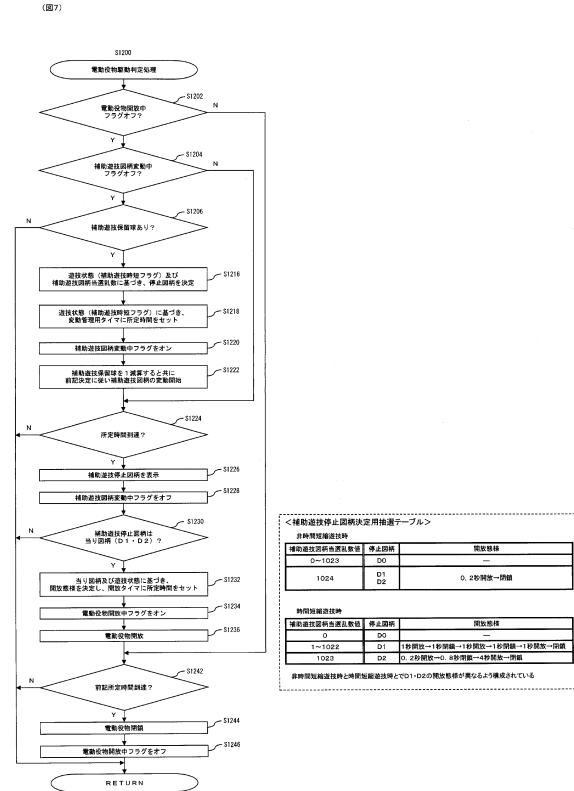 (図7)
S1200
電動役物駆動判定処理
S1202
電動役物開放中
フラグオフ?
N
Y
S1204
補助遊技図柄変動中
フラグオフ?
N
Y
S1206
補助遊技保留球あり?
N
Y
S1216
遊技状態(補助遊技時短フラグ)及び
補助遊技図柄当選乱数に基づき、停止図柄を決定
S1218
遊技状態(補助遊技時短フラグ)に基づき、
変動管理用タイマに所定時間をセット
S1220
補助遊技図柄変動中フラグをオン
S1222
補助遊技保留球を1減算すると共に
前記決定に従い補助遊技図柄の変動開始
S1224
所定時間到達?
N
Y
S1226
補助遊技停止図柄を表示
S1228
補助遊技図柄変動中フラグをオフ
S1230
補助遊技停止図柄は
当り図柄(D1・D2)?
N
Y
S1232
当り図柄及び遊技状態に基づき、
開放態様を決定し、開放タイマに所定時間をセット
S1234
電動役物開放中フラグをオン
S1236
電動役物開放
S1242
前記所定時間到達?
N
Y
S1244
電動役物閉鎖
S1246
電動役物開放中フラグをオフ
RETURN
<補助遊技停止図柄決定用抽選テーブル>
非時間短縮遊技時
補助遊技図柄当選乱数値 停止図柄 開放態様
0~1023 D0 —
1024 D1 D2 0.2秒開放→閉鎖
時間短縮遊技時
補助遊技図柄当選乱数値 停止図柄 開放態様
0 D0 —
1~1022 D1 1秒開放→1秒閉鎖→1秒開放→1秒閉鎖→1秒開放→閉鎖
1023 D2 0.2秒開放→0.8秒閉鎖→4秒開放→閉鎖
非時間短縮遊技時と時間短縮遊技時とでD1・D2の開放態様が異なるよう構成されている